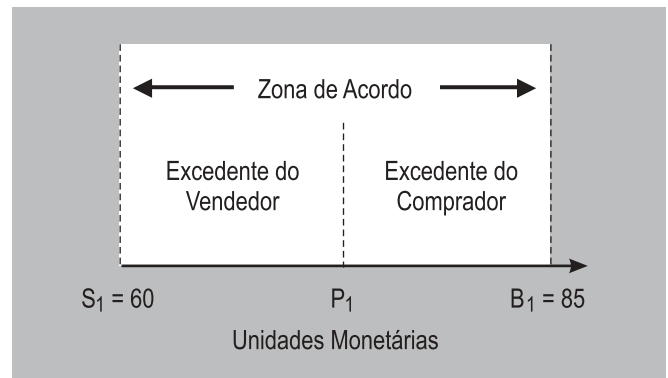 Zona de Acordo
Excedente do
Vendedor
Excedente do
Comprador
S1 = 60
P1
B1 = 85
Unidades Monetárias